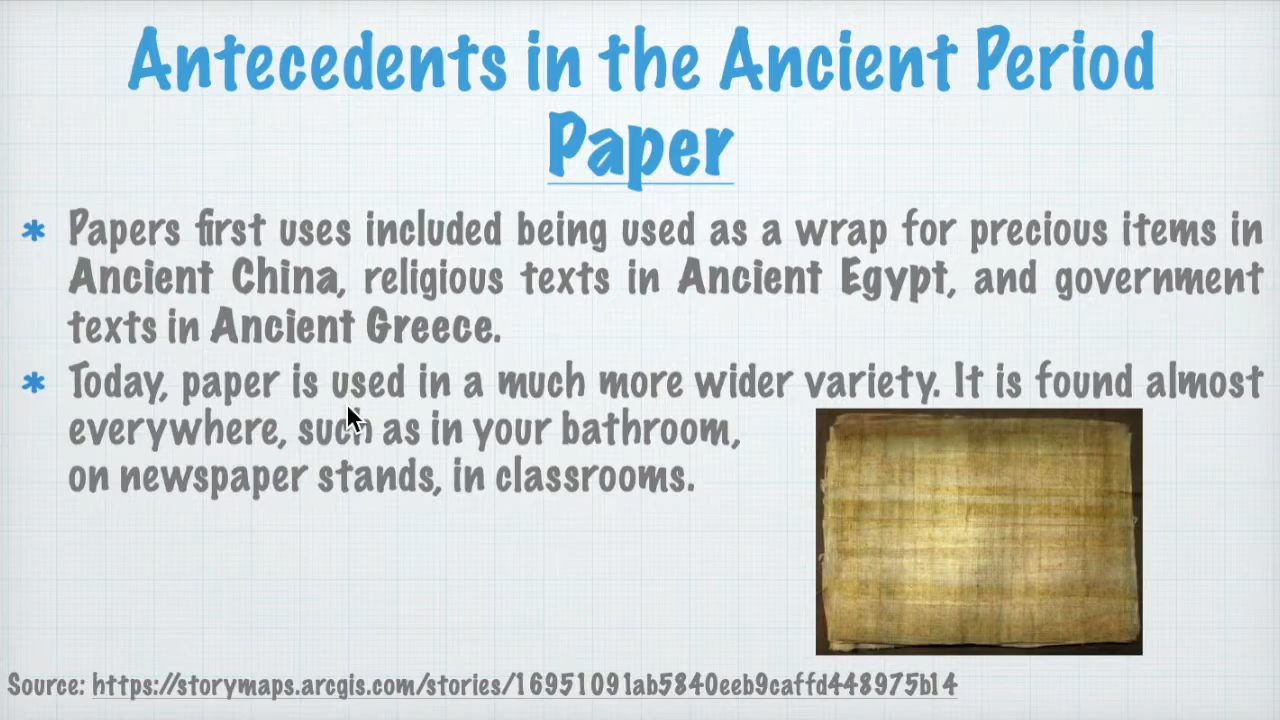 Antecedents in the Ancient Period
Paper
* Papers first uses included being used as a wrap for precious items in
Ancient China, religious texts in Ancient Egypt, and government
texts in Ancient Greece.
* Today, paper is used in a much more wider variety. It is found almost
everywhere, such as in your bathroom,
on newspaper stands, in classrooms.
Source: https://storymaps.arcgis.com/stories/16951091ab5840eeb9caffd448975b14